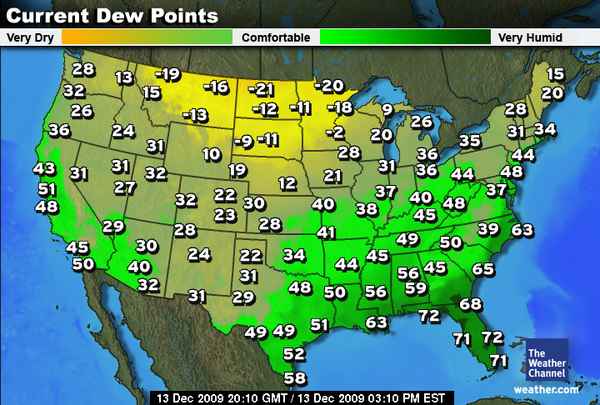 Current Dew Points
Very Dry Comfortable Very Humid
28 13 -19 -16 -21 -20 15
32 15 -13 -12 -11 -18 9 26 28 20
26
36 24 31 -9 -11 -2 20 35 31 34
10 28 36 44
43 31 31 32 19 21 31 36 44 48
51 27 32 22 12 37 40 48 37
48 23 30 40 38 45
29 28 28 41 39 63
45 30 24 22 34 45 49 50
50 40 31 44 56 45 65
32 31 29 48 50 56 59 68
49 49 51 63 72 71 72
52 71
58
The
Weather
Channel
weather.com
13 Dec 2009 20:10 GMT / 13 Dec 2009 03:10 PM EST